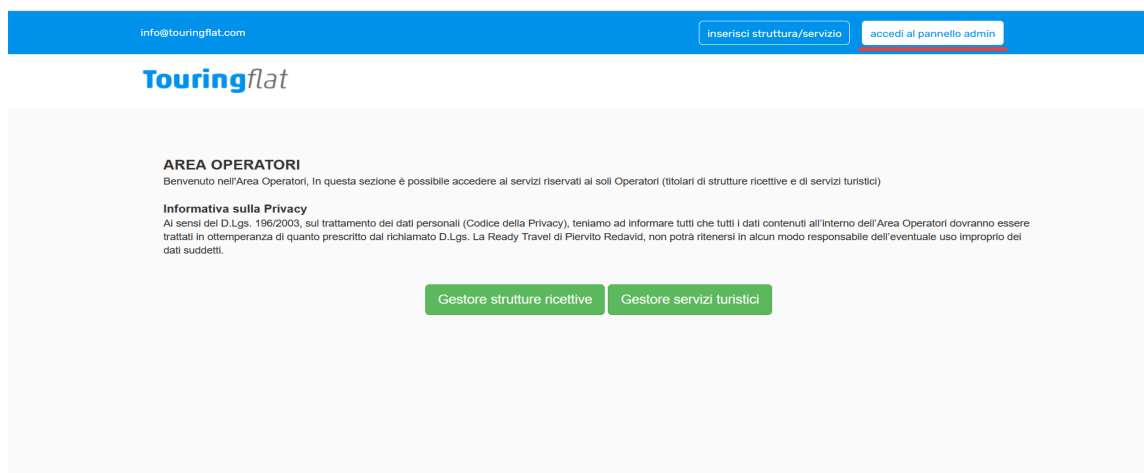 info@touringflat.com
inserisci struttura/servizio
accedi al pannello admin
Touringflat
AREA OPERATORI
Benvenuto nell'Area Operatori, In questa sezione è possibile accedere ai servizi riservati ai soli Operatori (titolari di strutture ricettive e di servizi turistici)
Informativa sulla Privacy
Ai sensi del D.Lgs. 196/2003, sul trattamento dei dati personali (Codice della Privacy), teniamo ad informare tutti che tutti i dati contenuti all'interno dell'Area Operatori dovranno essere
trattati in ottemperanza di quanto prescritto dal richiamato D.Lgs. La Ready Travel di Piervito Redavid, non potrà ritenersi in alcun modo responsabile dell'eventuale uso improprio dei
dati suddetti.
Gestore strutture ricettive
Gestore servizi turistici